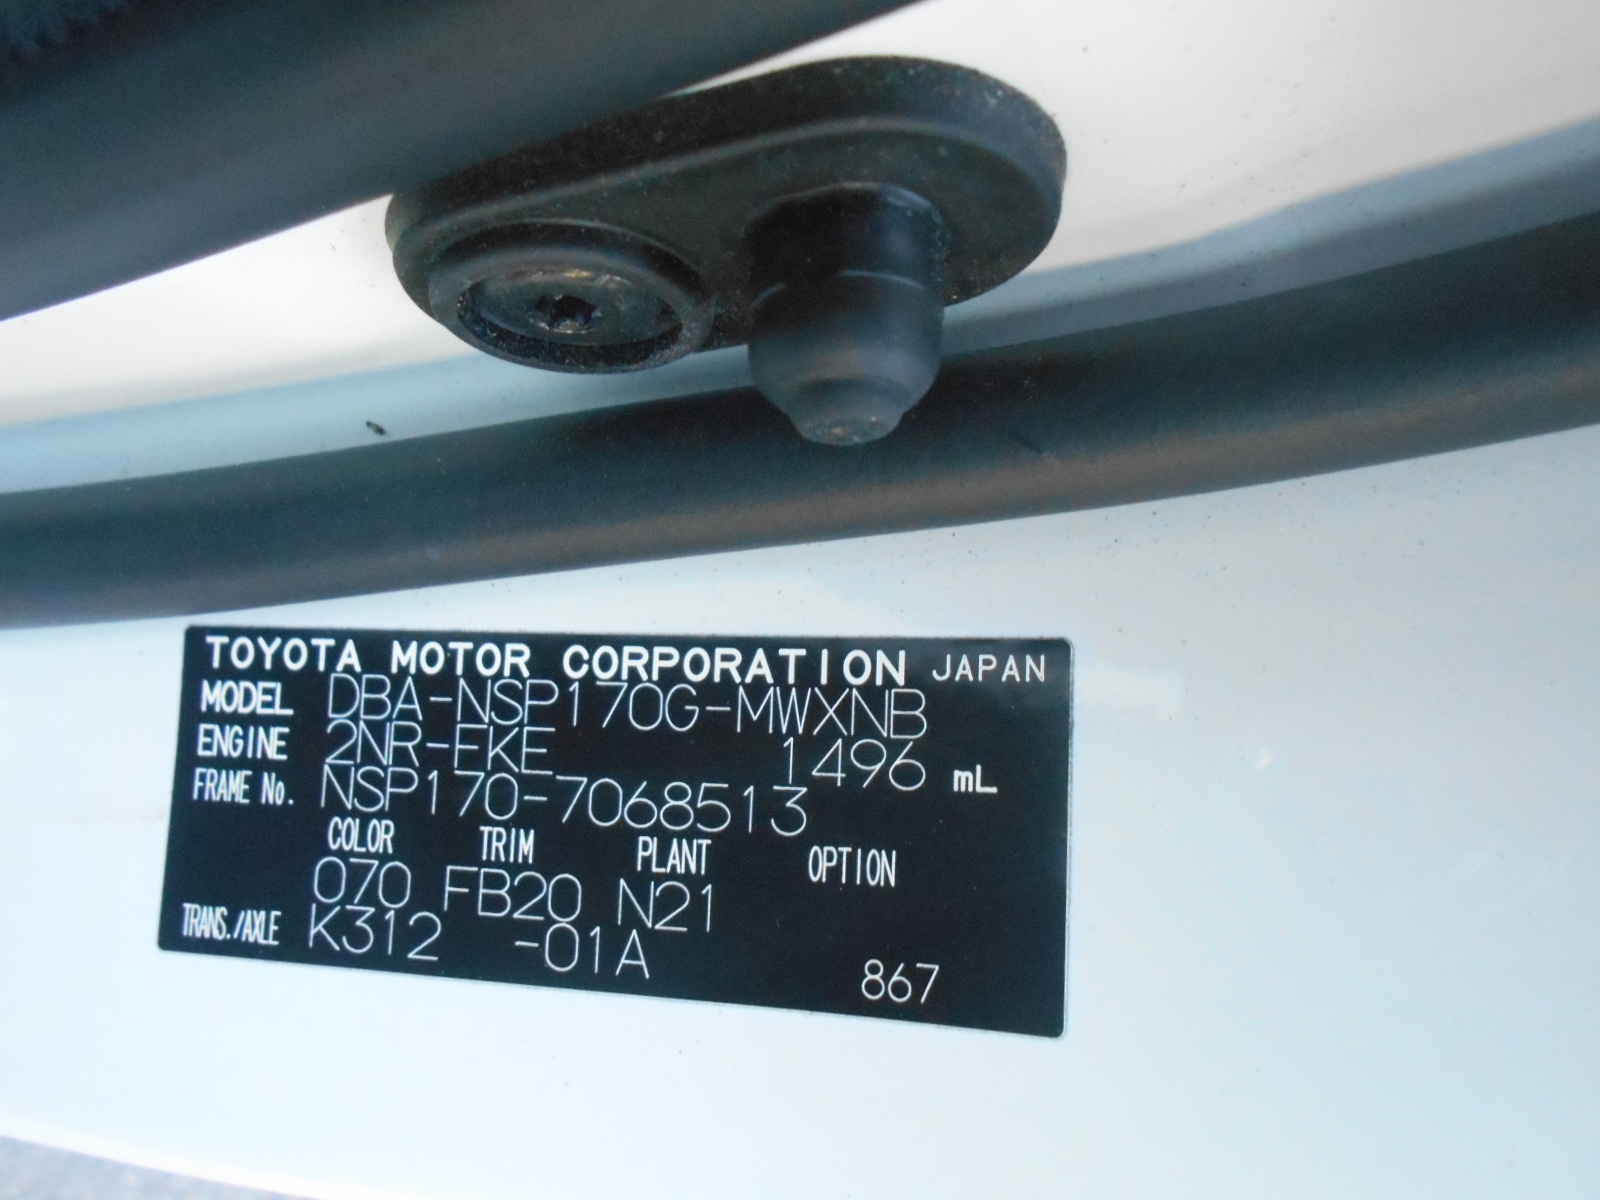 TOYOTA MOTOR CORPORATION JAPAN
MODEL DBA-NSP170G-MWXNB
ENGINE 2NR-FKE 1496 mL
FRAME No. NSP170-7068513
COLOR TRIM PLANT OPTION
070 FB20 N21
TRANS./AXLE K312 -01A
867